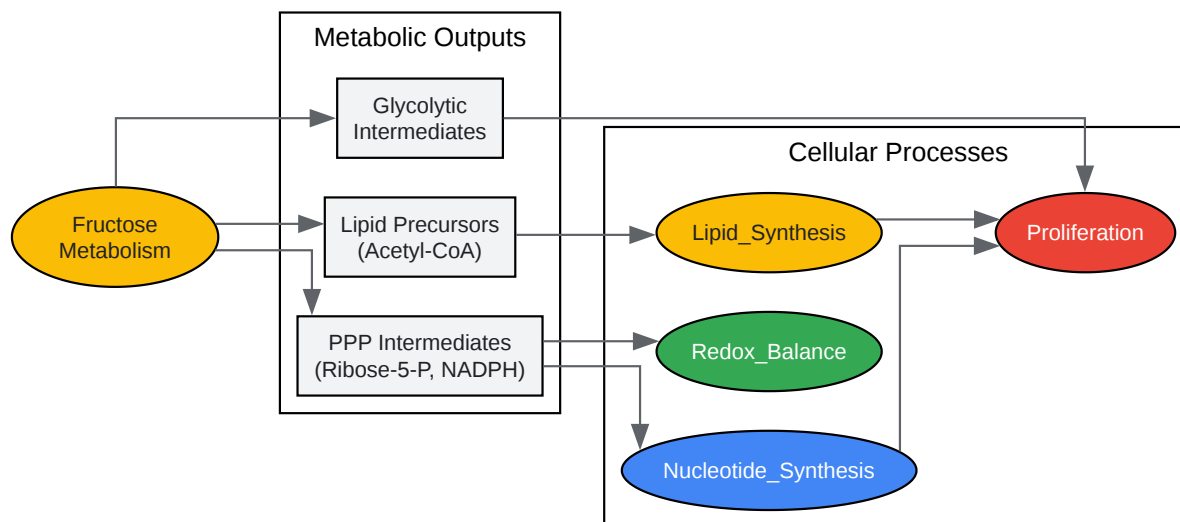 Metabolic Outputs
Glycolytic
Intermediates
Cellular Processes
Fructose
Metabolism
Lipid Precursors
(Acetyl-CoA)
Lipid_Synthesis
Proliferation
PPP Intermediates
(Ribose-5-P, NADPH)
Redox_Balance
Nucleotide_Synthesis